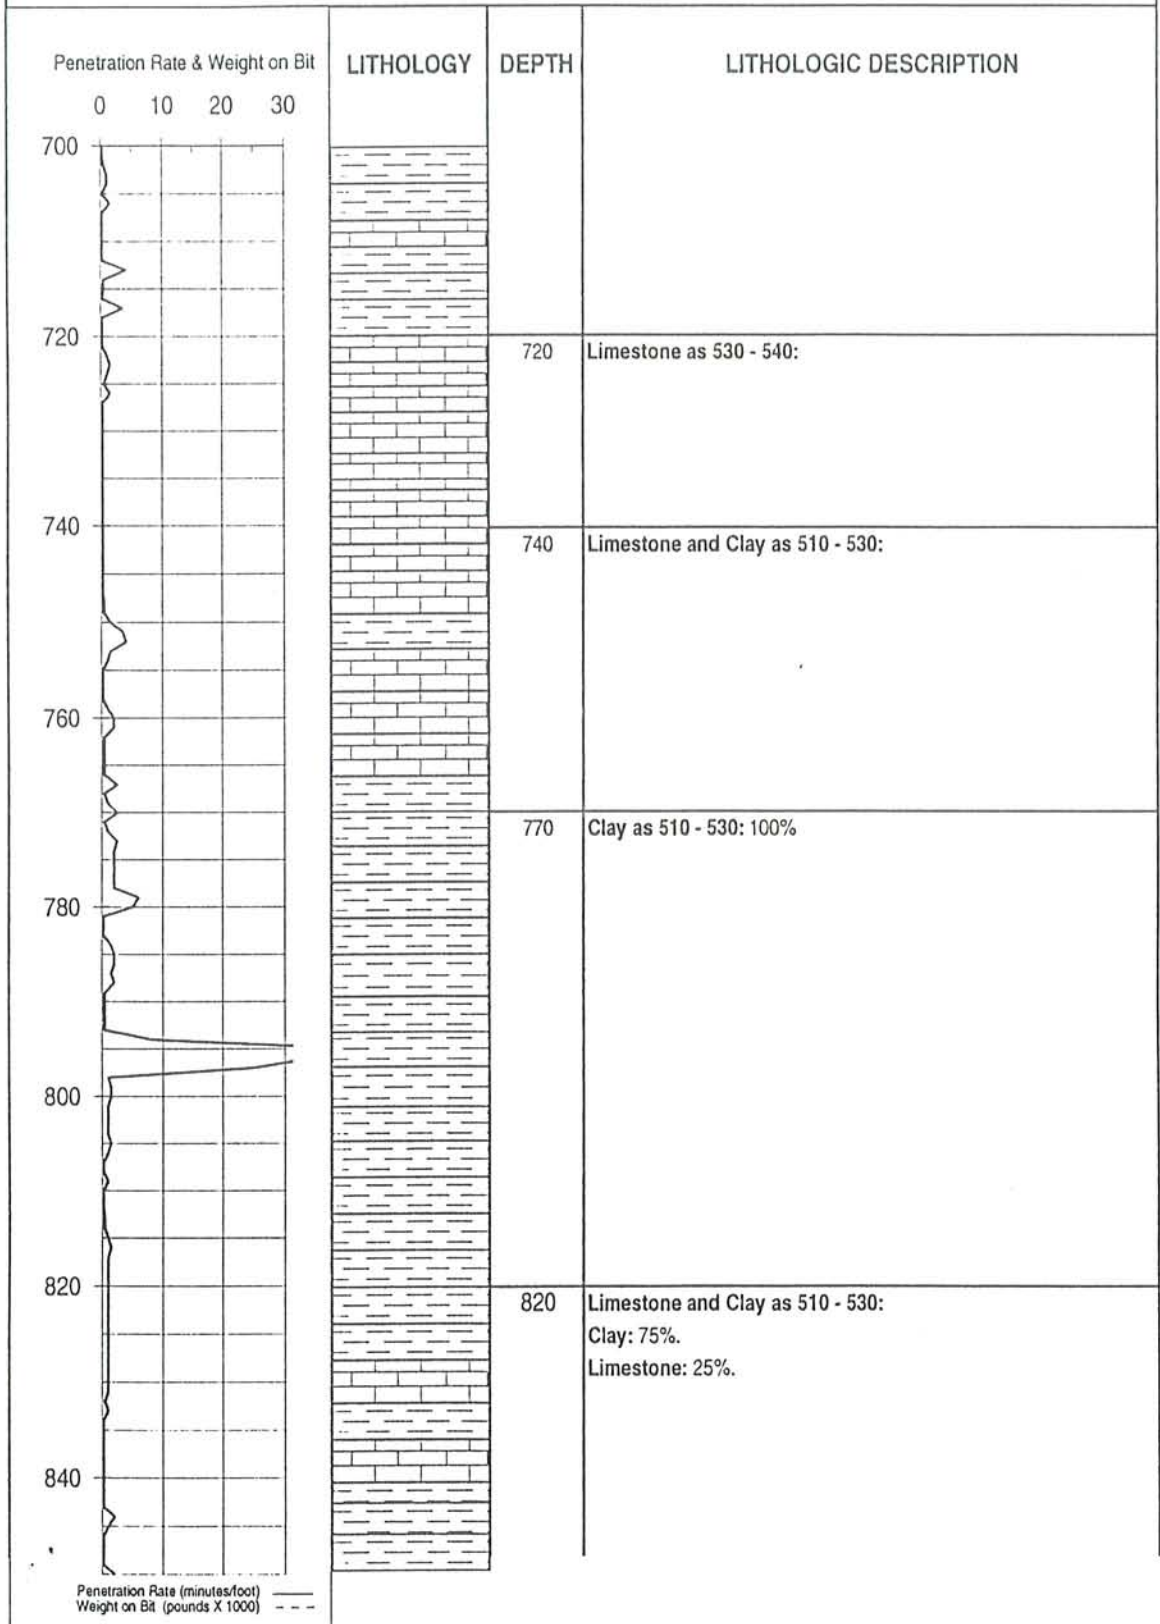 Penetration Rate & Weight on Bit
LITHOLOGY
DEPTH
LITHOLOGIC DESCRIPTION
0 10 20 30
700
720
720 Limestone as 530 - 540:
740
740 Limestone and Clay as 510 - 530:
760
770 Clay as 510 - 530: 100%
780
800
820
820 Limestone and Clay as 510 - 530:
Clay: 75%.
Limestone: 25%.
840
Penetration Rate (minutes/foot)
Weight on Bit (pounds X 1000)